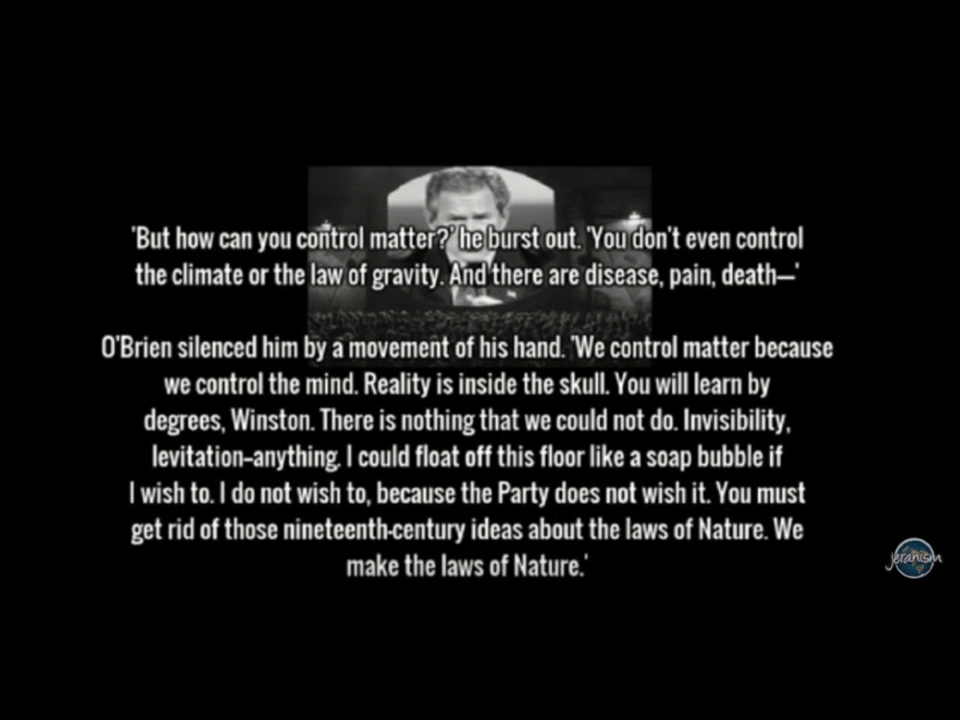 'But how can you control matter?' he burst out. 'You don't even control
the climate or the law of gravity. And there are disease, pain, death—'
O'Brien silenced him by a movement of his hand. 'We control matter because
we control the mind. Reality is inside the skull. You will learn by
degrees, Winston. There is nothing that we could not do. Invisibility,
levitation-anything. I could float off this floor like a soap bubble if
I wish to. I do not wish to, because the Party does not wish it. You must
get rid of those nineteenth-century ideas about the laws of Nature. We
make the laws of Nature.'
jeranism